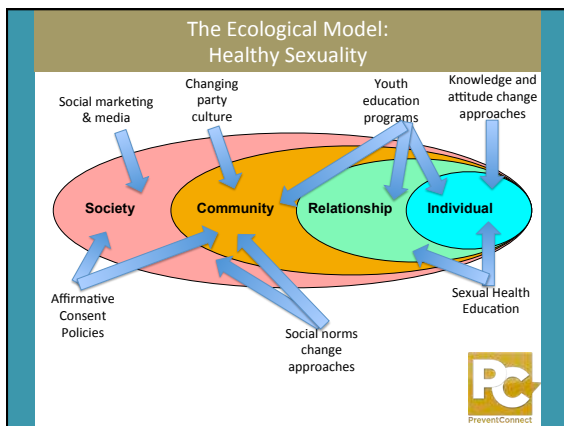 The Ecological Model:
Healthy Sexuality
Social marketing
& media
Changing
party
culture
Youth
education
programs
Knowledge and
attitude change
approaches
Society
Community
Relationship
Individual
Affirmative
Consent
Policies
Social norms
change
approaches
Sexual Health
Education
PC
PreventConnect